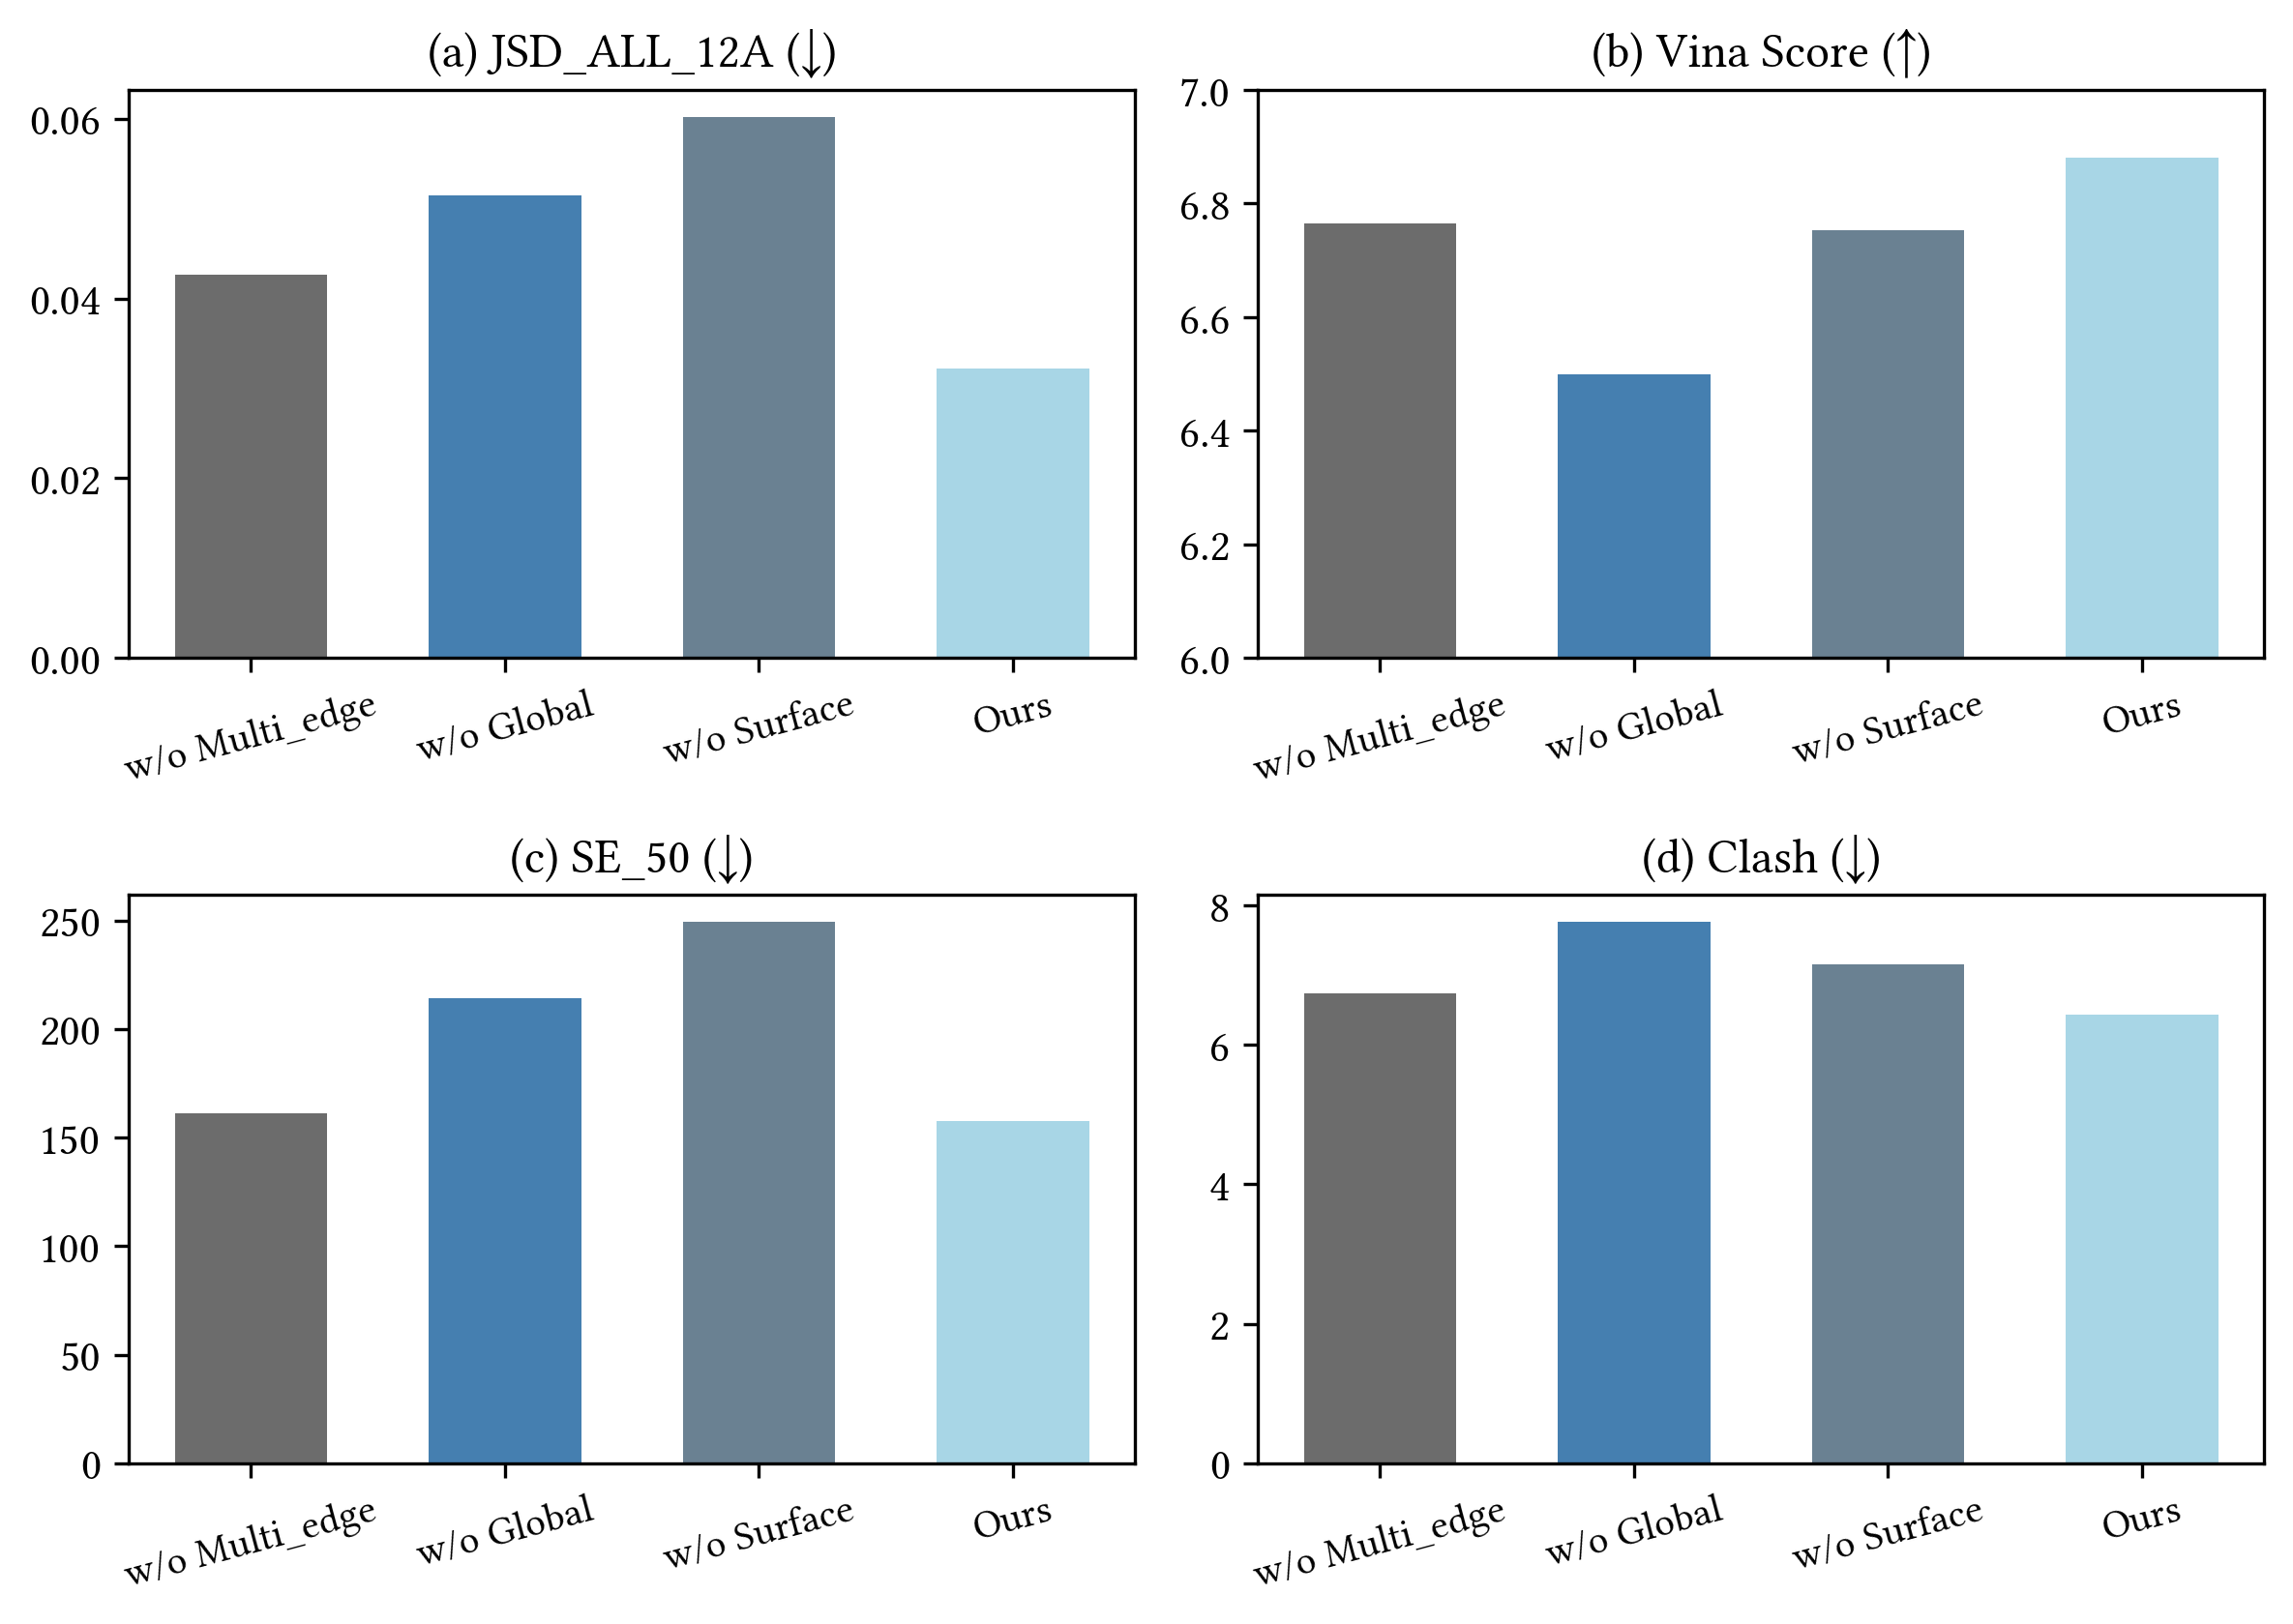 (a) JSD_ALL_12A (↓)
0.06
0.04
0.02
0.00
w/o Multi_edge
w/o Global
w/o Surface
Ours
(b) Vina Score (↑)
7.0
6.8
6.6
6.4
6.2
6.0
w/o Multi_edge
w/o Global
w/o Surface
Ours
(c) SE_50 (↓)
250
200
150
100
50
0
w/o Multi_edge
w/o Global
w/o Surface
Ours
(d) Clash (↓)
8
6
4
2
0
w/o Multi_edge
w/o Global
w/o Surface
Ours